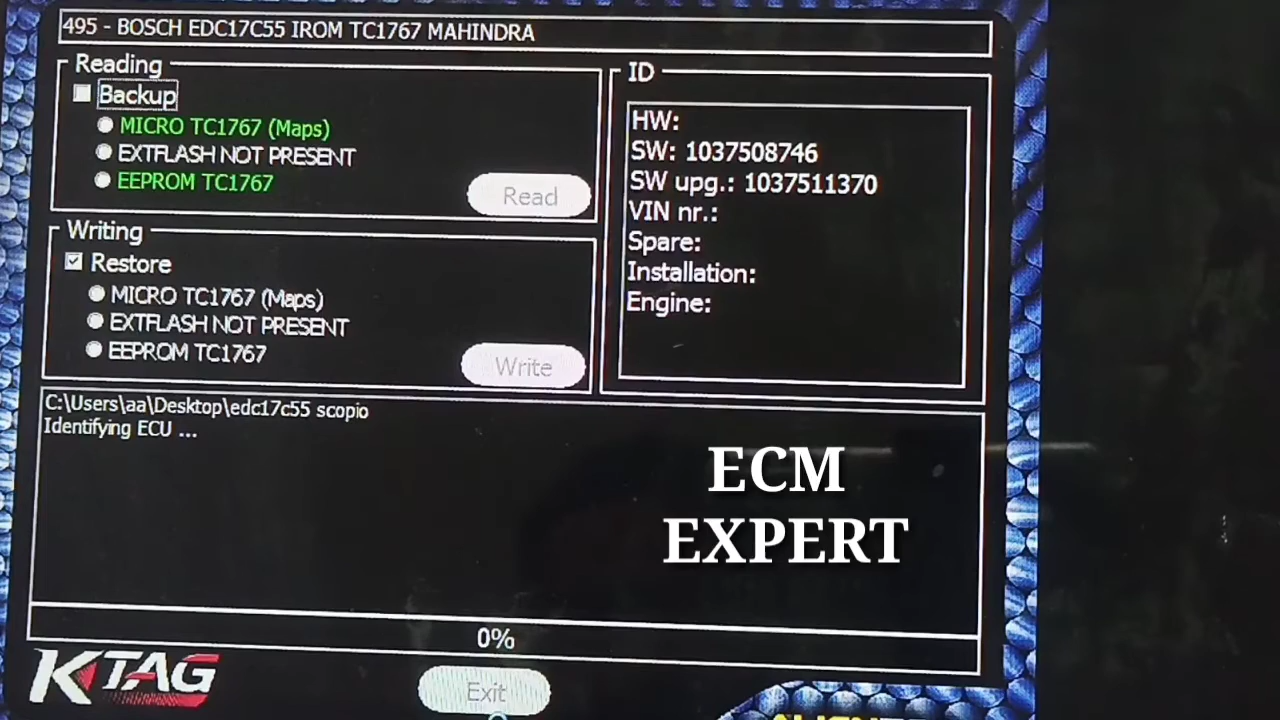 495 - BOSCH EDC17C55 IROM TC1767 MAHINDRA
Reading
Backup
MICRO TC1767 (Maps)
EXTFLASH NOT PRESENT
EEPROM TC1767
Read
Writing
Restore
MICRO TC1767 (Maps)
EXTFLASH NOT PRESENT
EEPROM TC1767
Write
ID
HW:
SW: 1037508746
SW upg.: 1037511370
VIN nr.:
Spare:
Installation:
Engine:
C:\Users\aa\Desktop\edc17c55 scopio
Identifying ECU ...
ECM
EXPERT
0%
KTAG
Exit